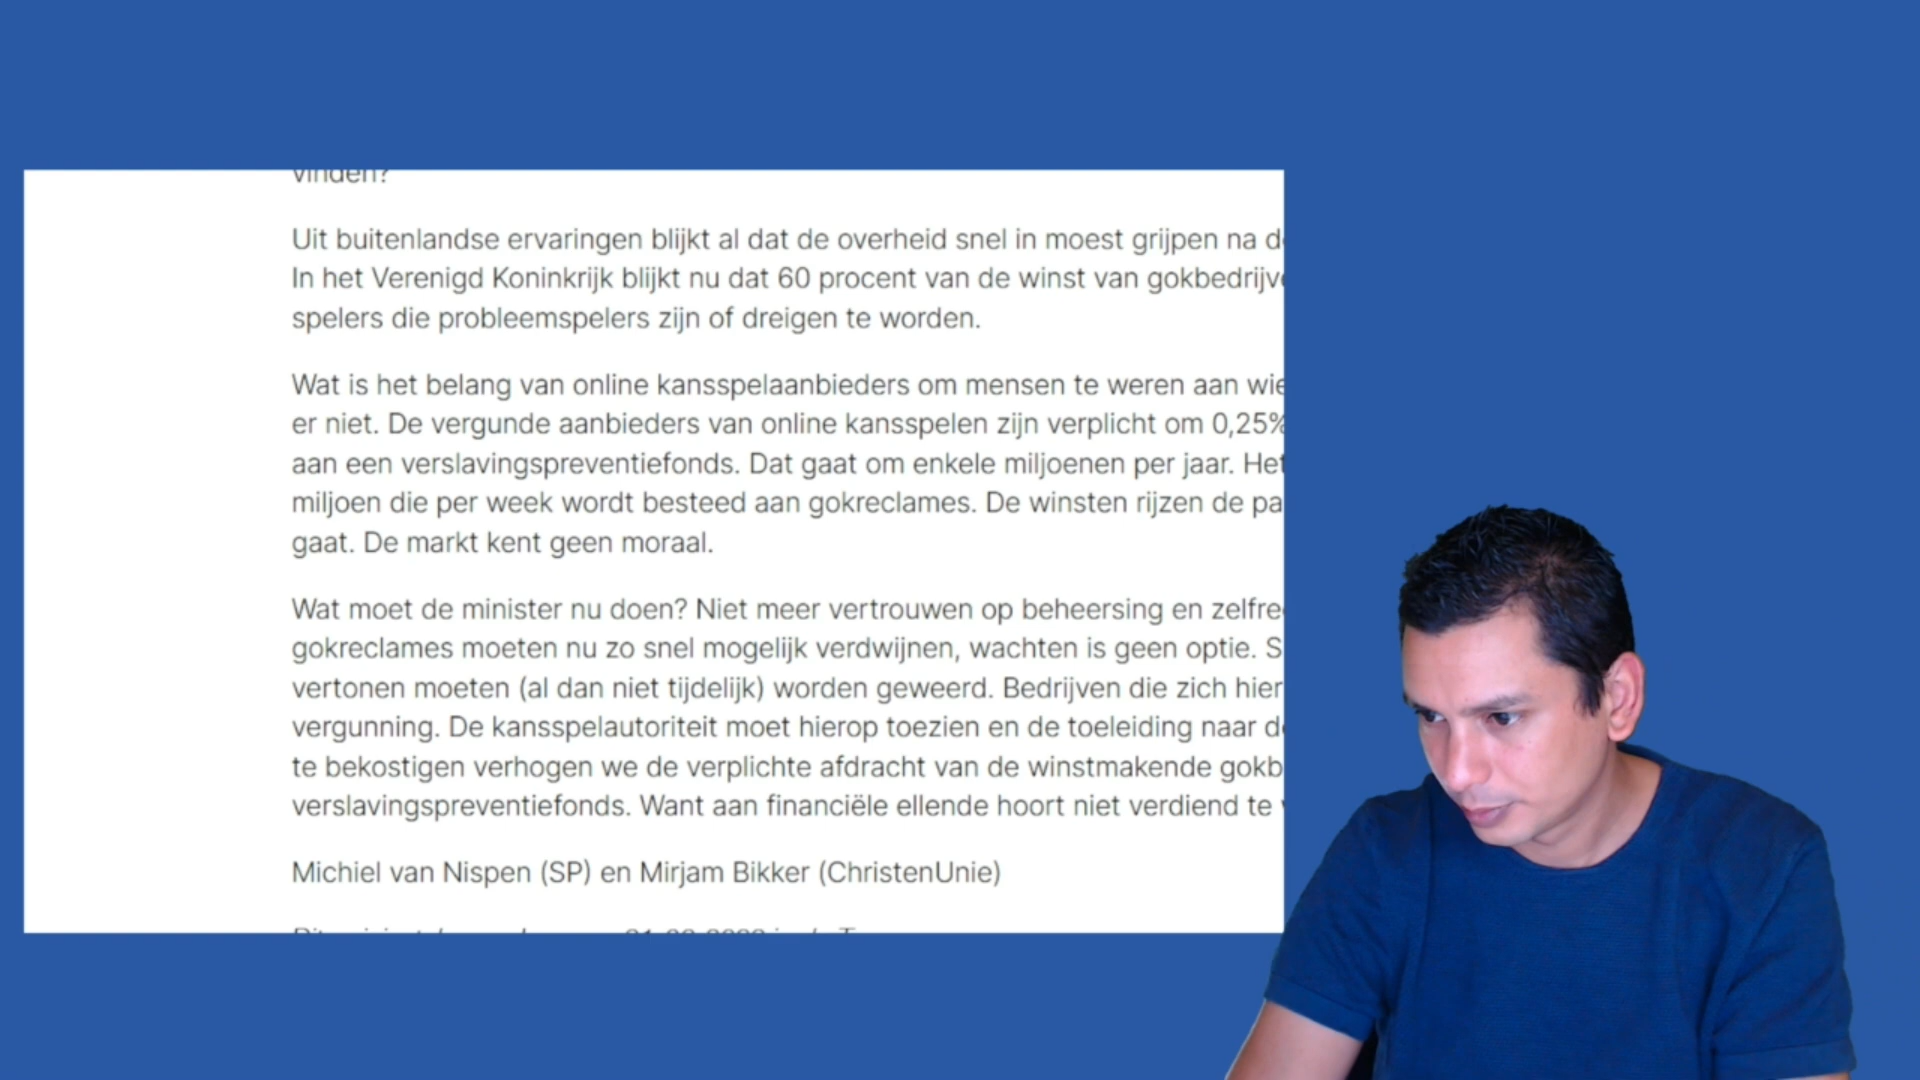 vinden?
Uit buitenlandse ervaringen blijkt al dat de overheid snel in moest grijpen na
In het Verenigd Koninkrijk blijkt nu dat 60 procent van de winst van
spelers die probleemspelers zijn of dreigen te worden.
Wat is het belang van online kansspelaanbieders om mensen te weren aan
er niet. De vergunde aanbieders van online kansspelen zijn verplicht om 0,25%
aan een verslavingspreventiefonds. Dat gaat om enkele miljoenen per jaar. Het
miljoen die per week wordt besteed aan gokreclames. De winsten rijzen de pa
gaat. De markt kent geen moraal.
Wat moet de minister nu doen? Niet meer vertrouwen op beheersing en zelfre
gokreclames moeten nu zo snel mogelijk verdwijnen, wachten is geen optie. S
vertonen moeten (al dan niet tijdelijk) worden geweerd. Bedrijven die zich hier
vergunning. De kansspelautoriteit moet hierop toezien en de toeleiding naar
te bekostigen verhogen we de verplichte afdracht van de winstmakende gokb
verslavingspreventiefonds. Want aan financiële ellende hoort niet verdiend te
Michiel van Nispen (SP) en Mirjam Bikker (ChristenUnie)